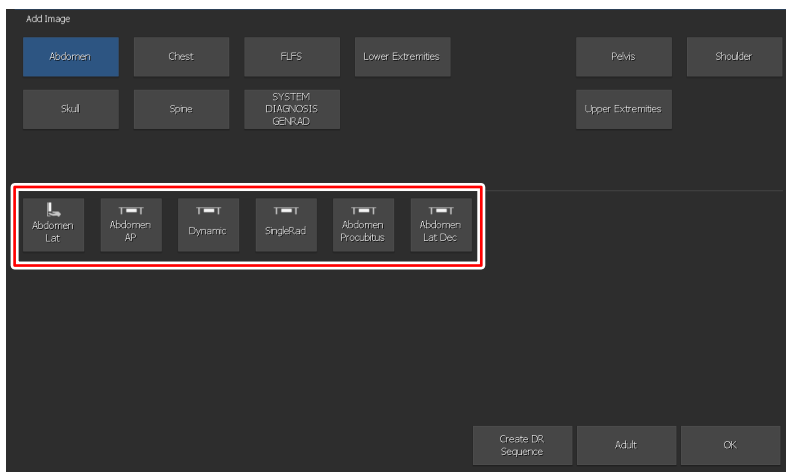 Add Image
Abdomen
Chest
FLFS
Lower Extremities
Pelvis
Shoulder
Skull
Spine
SYSTEM
DIAGNOSIS
GENRAD
Upper Extremities
Abdomen
Lat
Abdomen
AP
Dynamic
SingleRad
Abdomen
Procubitus
Abdomen
Lat Dec
Create DR
Sequence
Adult
OK